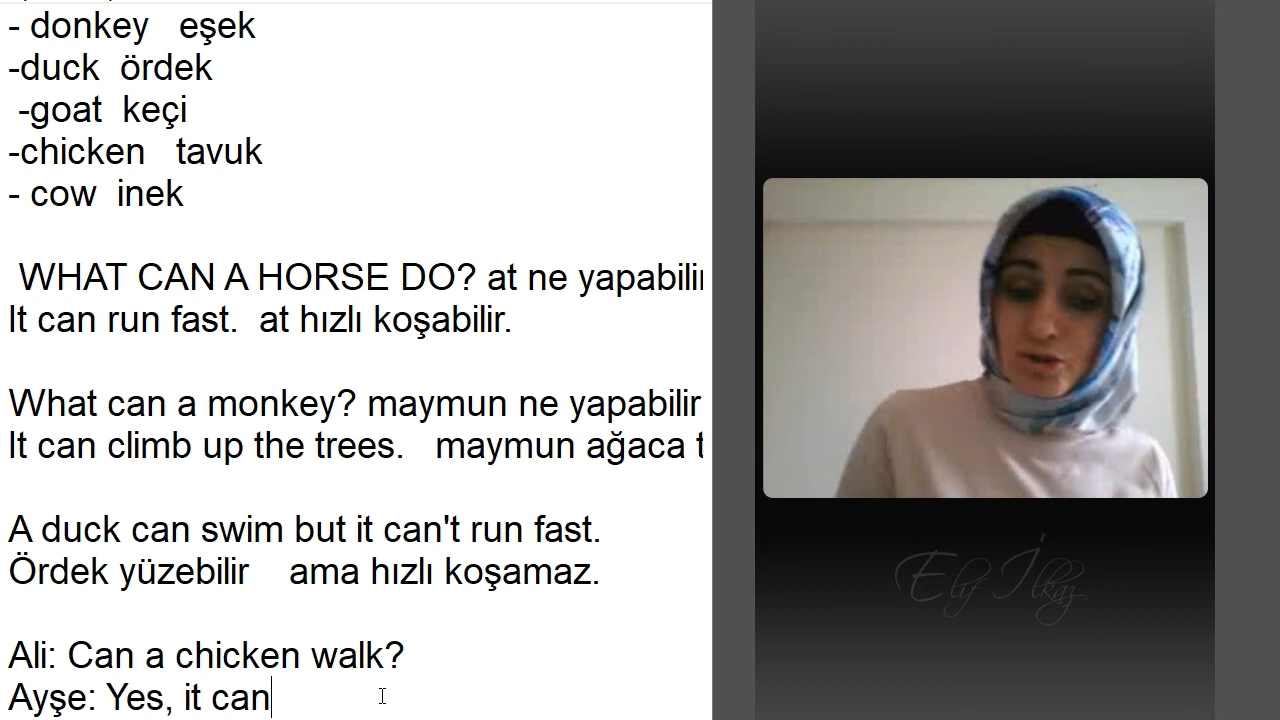 - donkey   eşek
-duck  ördek
-goat  keçi
-chicken   tavuk
- cow  inek
WHAT CAN A HORSE DO? at ne yapabilir
It can run fast.  at hızlı koşabilir.
What can a monkey? maymun ne yapabilir
It can climb up the trees.   maymun ağaca t
A duck can swim but it can't run fast.
Ördek yüzebilir    ama hızlı koşamaz.
Ali: Can a chicken walk?
Ayşe: Yes, it can
Elif İlkaz